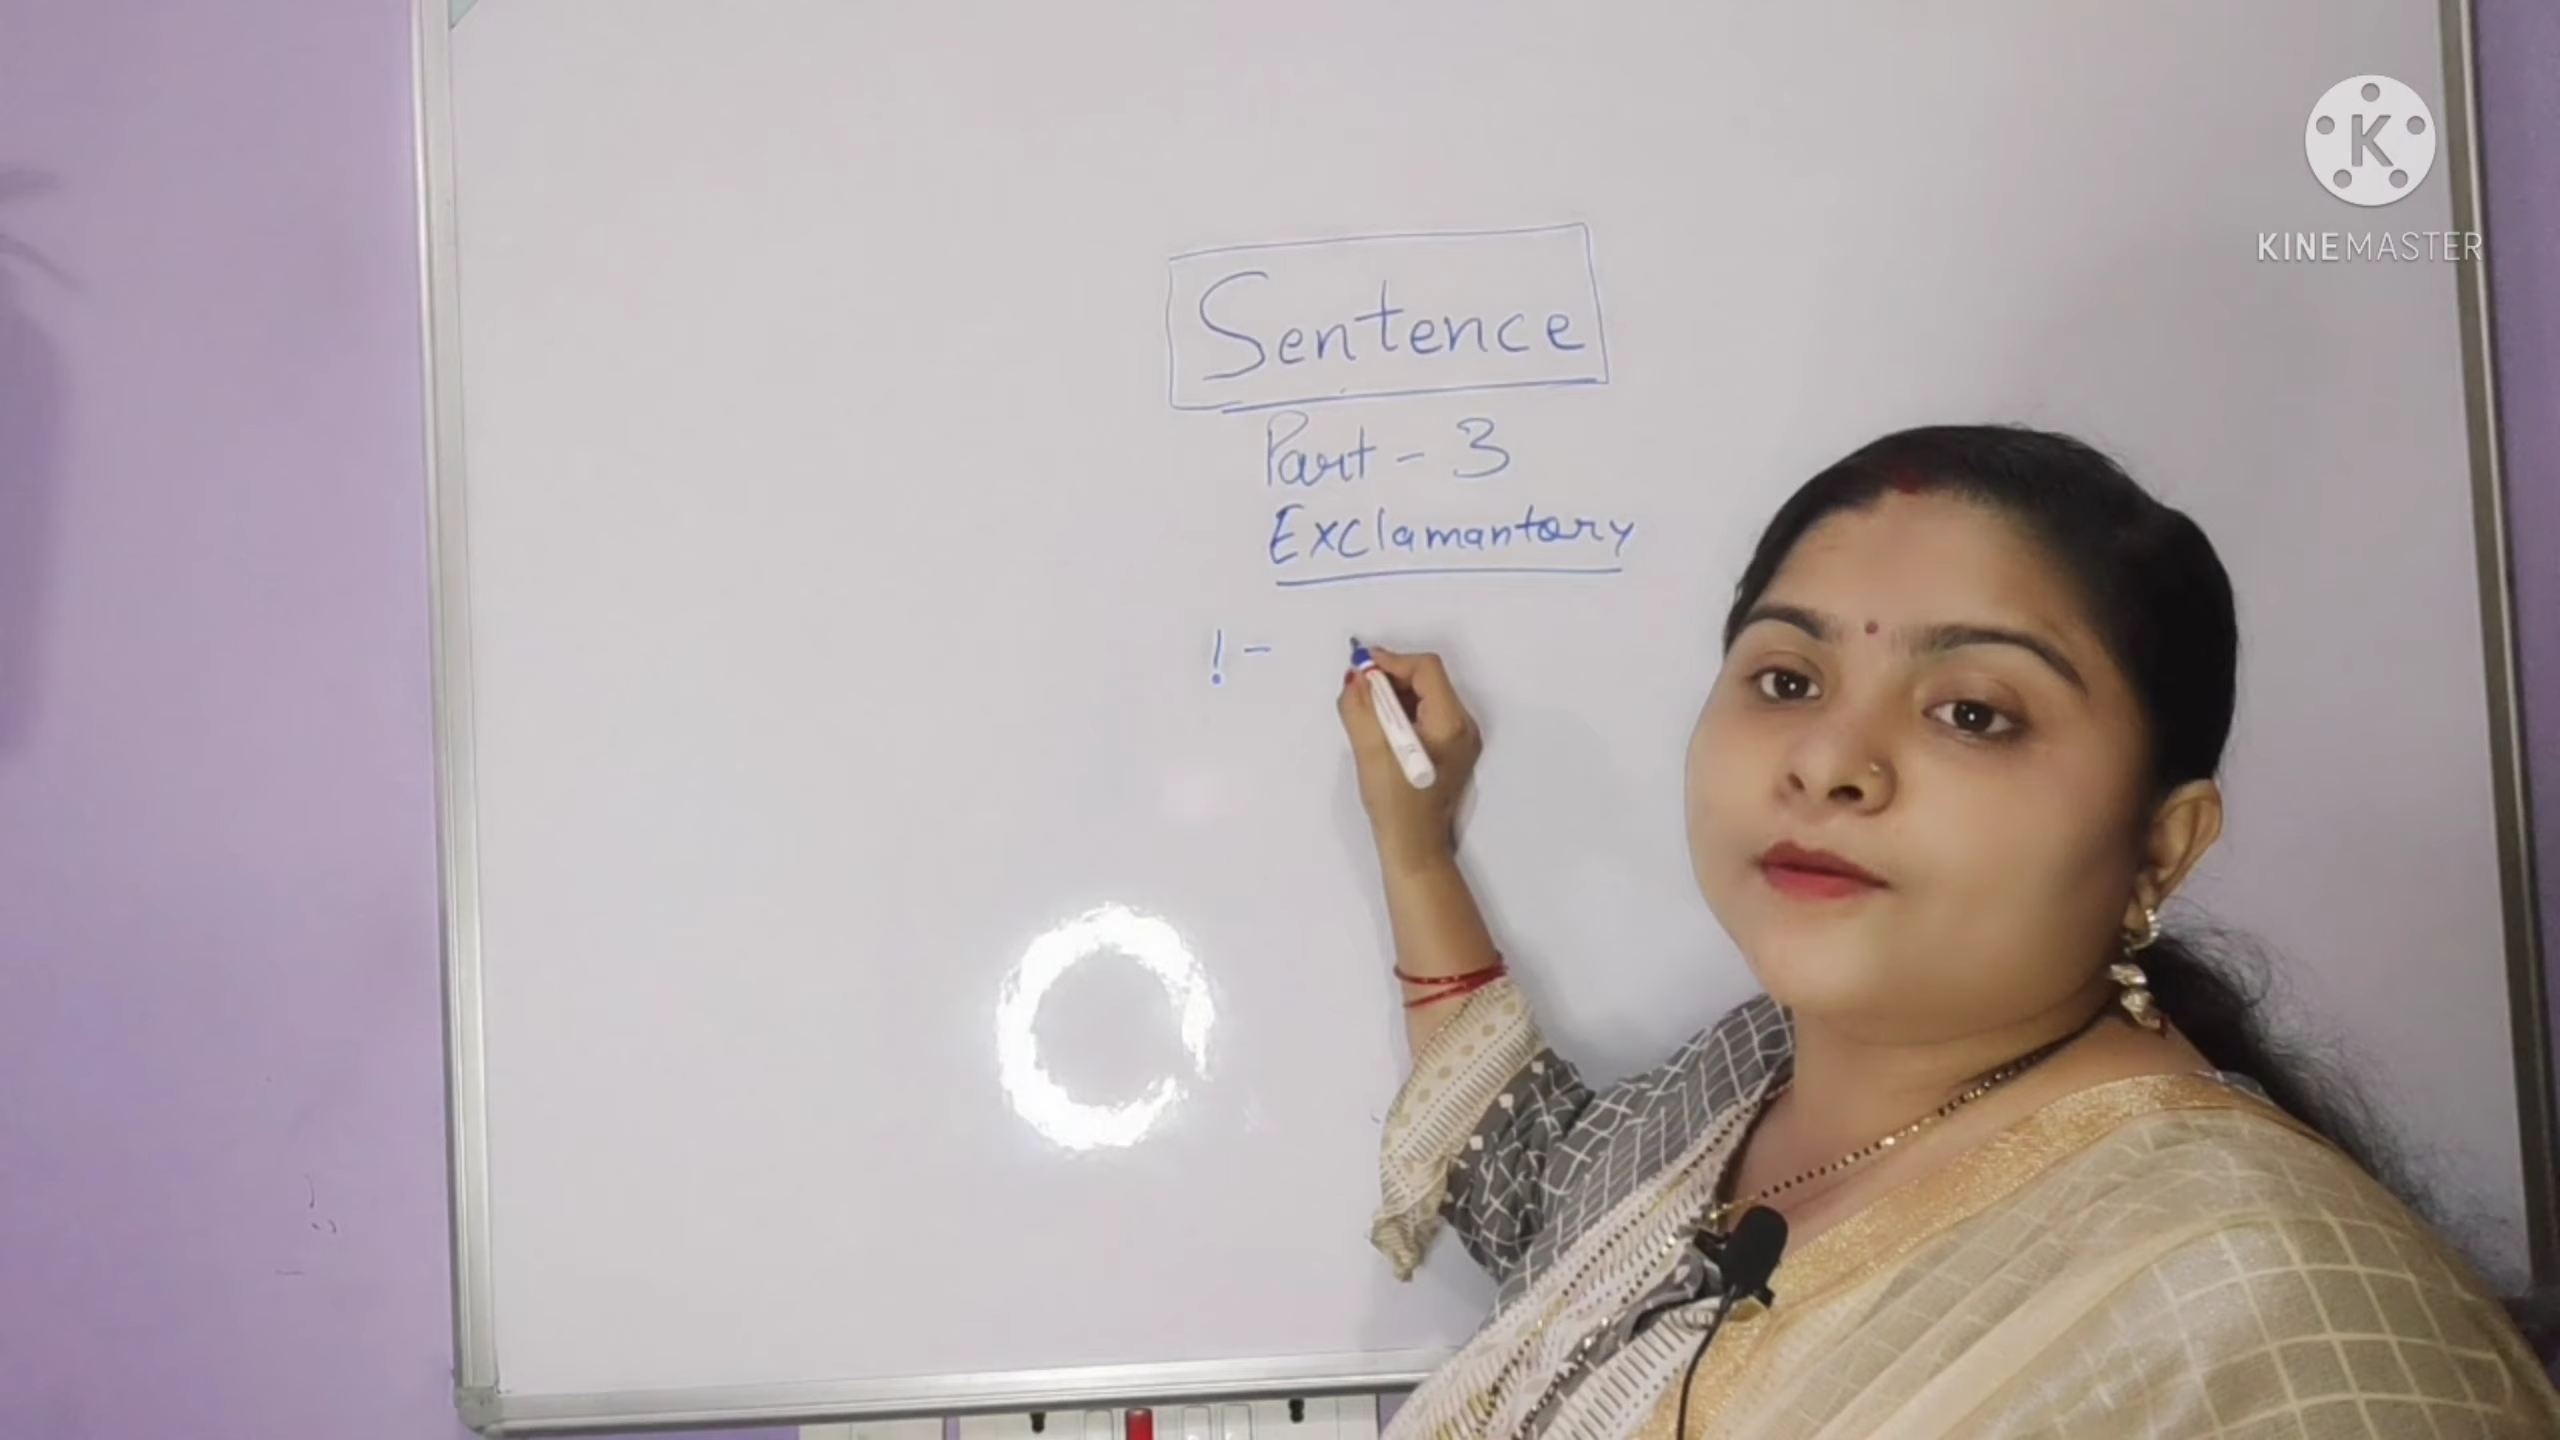 K
KINEMASTER
Sentence
Part - 3
Exclamantory
! -